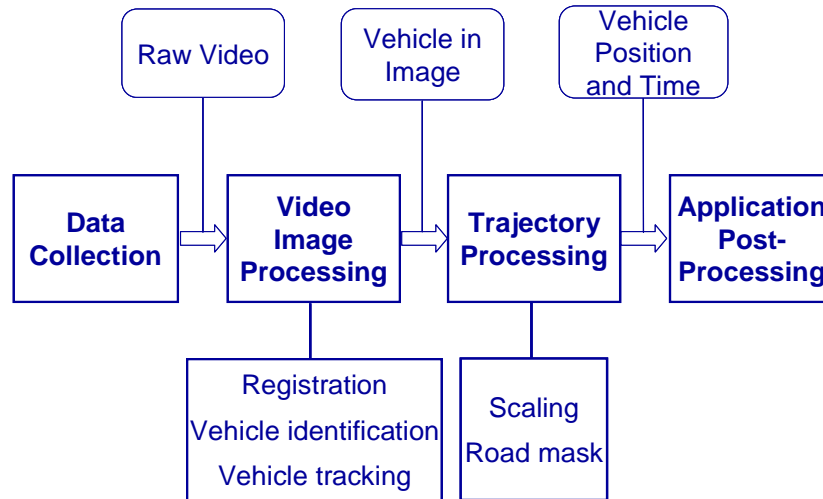 Raw Video
Vehicle in
Image
Vehicle
Position
and Time
Data
Collection
Video
Image
Processing
Trajectory
Processing
Application
Post-
Processing
Registration
Vehicle identification
Vehicle tracking
Scaling
Road mask